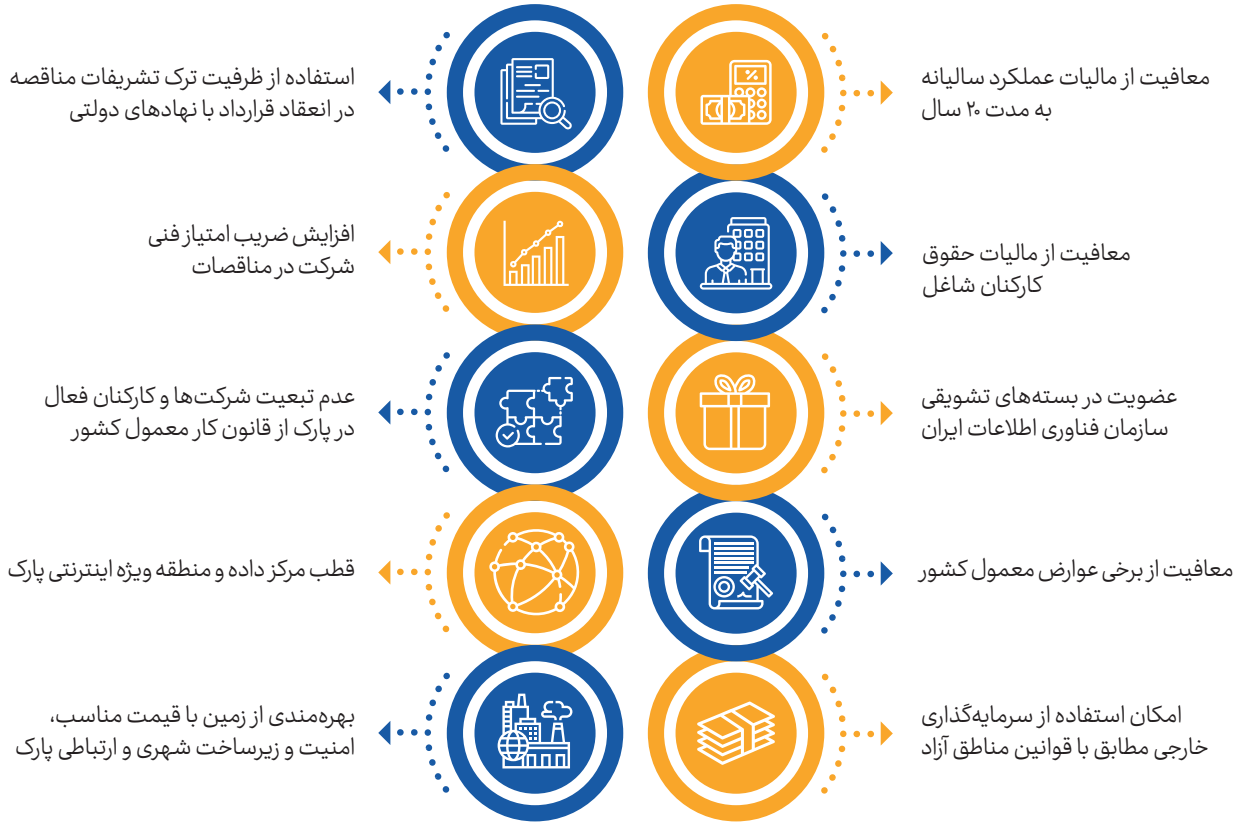 معافیت از مالیات عملکرد سالیانه
به مدت ۲۰ سال
معافیت از مالیات حقوق
کارکنان شاغل
عضویت در بسته‌های تشویقی
سازمان فناوری اطلاعات ایران
معافیت از برخی عوارض معمول کشور
امکان استفاده از سرمایه‌گذاری
خارجی مطابق با قوانین مناطق آزاد
استفاده از ظرفیت ترک تشریفات مناقصه
در انعقاد قرارداد با نهادهای دولتی
افزایش ضریب امتیاز فنی
شرکت در مناقصات
عدم تبعیت شرکت‌ها و کارکنان فعال
در پارک از قانون کار معمول کشور
قطب مرکز داده و منطقه ویژه اینترنتی پارک
بهره‌مندی از زمین با قیمت مناسب،
امنیت و زیرساخت شهری و ارتباطی پارک